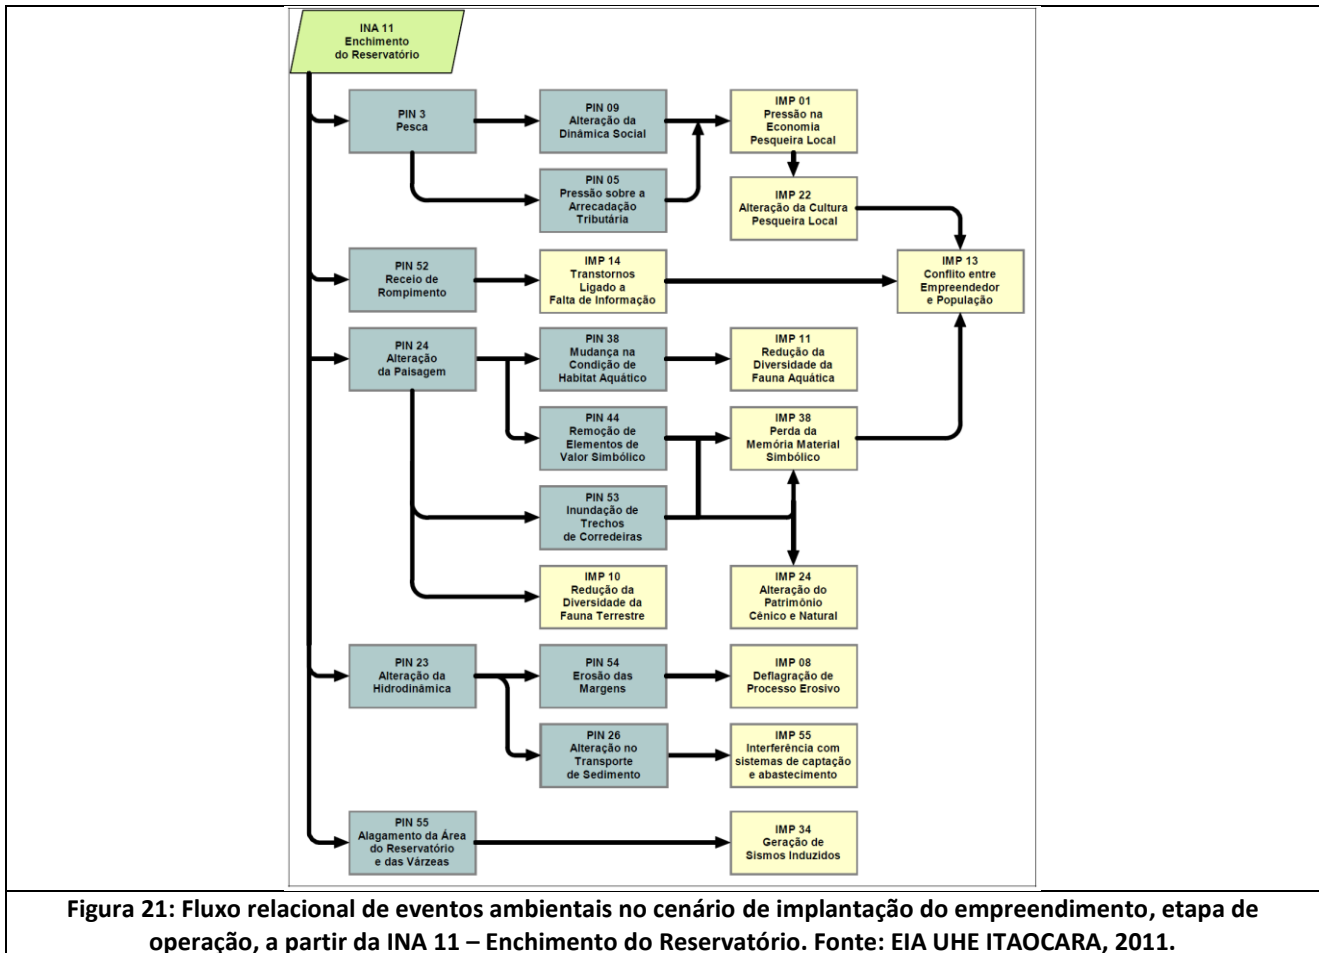 INA 11
Enchimento
do Reservatório
PIN 3
Pesca
PIN 09
Alteração da
Dinâmica Social
IMP 01
Pressão na
Economia
Pesqueira Local
PIN 05
Pressão sobre a
Arrecadação
Tributária
IMP 22
Alteração da Cultura
Pesqueira Local
PIN 52
Receio de
Rompimento
IMP 14
Transtornos
Ligado a
Falta de Informação
IMP 13
Conflito entre
Empreendedor
e População
PIN 24
Alteração
da Paisagem
PIN 38
Mudança na
Condição de
Habitat Aquático
IMP 11
Redução da
Diversidade da
Fauna Aquática
PIN 44
Remoção de
Elementos de
Valor Simbólico
IMP 38
Perda da
Memória Material
Simbólico
PIN 53
Inundação de
Trechos
de Corredeiras
IMP 10
Redução da
Diversidade da
Fauna Terrestre
IMP 24
Alteração do
Patrimônio
Cênico e Natural
PIN 23
Alteração da
Hidrodinâmica
PIN 54
Erosão das
Margens
IMP 08
Deflagração de
Processo Erosivo
PIN 26
Alteração no
Transporte
de Sedimento
IMP 55
Interferência com
sistemas de captação
e abastecimento
PIN 55
Alagamento da Área
do Reservatório
e das Várzeas
IMP 34
Geração de
Sismos Induzidos
Figura 21: Fluxo relacional de eventos ambientais no cenário de implantação do empreendimento, etapa de
operação, a partir da INA 11 – Enchimento do Reservatório. Fonte: EIA UHE ITAOCARA, 2011.